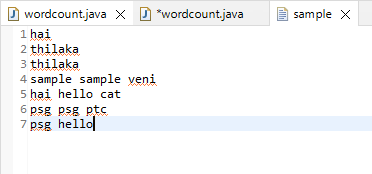 wordcount.java *wordcount.java sample
1 hai
2 thilaka
3 thilaka
4 sample sample veni
5 hai hello cat
6 psg psg ptc
7 psg hello